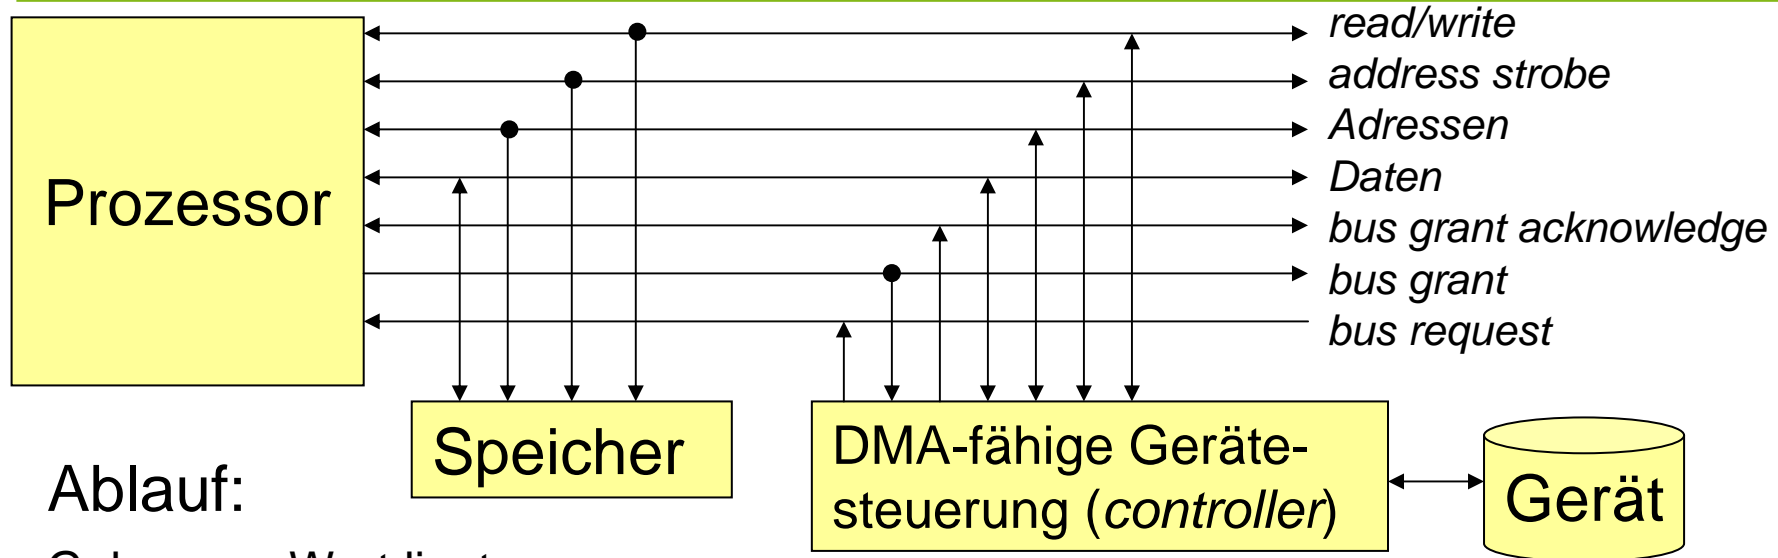 read/write
address strobe
Adressen
Daten
bus grant acknowledge
bus grant
bus request
Prozessor
Speicher
DMA-fähige Geräte-
steuerung (controller)
Gerät
Ablauf: